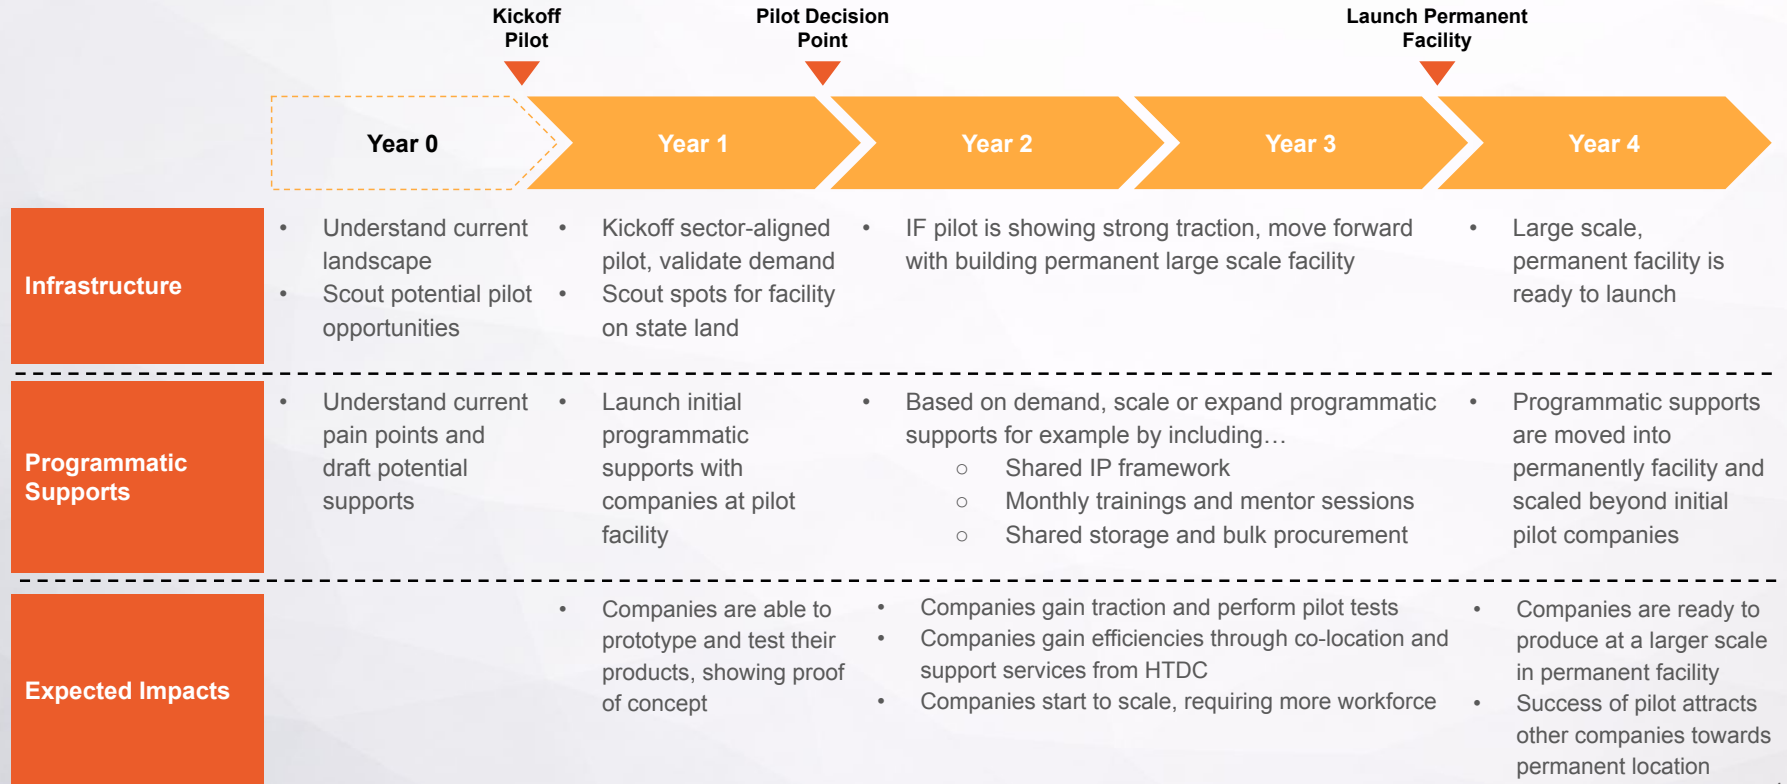 Kickoff
Pilot
Pilot Decision
Point
Launch Permanent
Facility
Year 0
Year 1
Year 2
Year 3
Year 4
Infrastructure
• Understand current
landscape
• Scout potential pilot
opportunities
• Kickoff sector-aligned
pilot, validate demand
• Scout spots for facility
on state land
• IF pilot is showing strong traction, move forward
with building permanent large scale facility
• Large scale,
permanent facility is
ready to launch
Programmatic
Supports
• Understand current
pain points and
draft potential
supports
• Launch initial
programmatic
supports with
companies at pilot
facility
• Based on demand, scale or expand programmatic
supports for example by including…
○ Shared IP framework
○ Monthly trainings and mentor sessions
○ Shared storage and bulk procurement
• Programmatic supports
are moved into
permanently facility and
scaled beyond initial
pilot companies
Expected Impacts
• Companies are able to
prototype and test their
products, showing proof
of concept
• Companies gain traction and perform pilot tests
• Companies gain efficiencies through co-location and
support services from HTDC
• Companies start to scale, requiring more workforce
• Companies are ready to
produce at a larger scale
in permanent facility
• Success of pilot attracts
other companies towards
permanent location